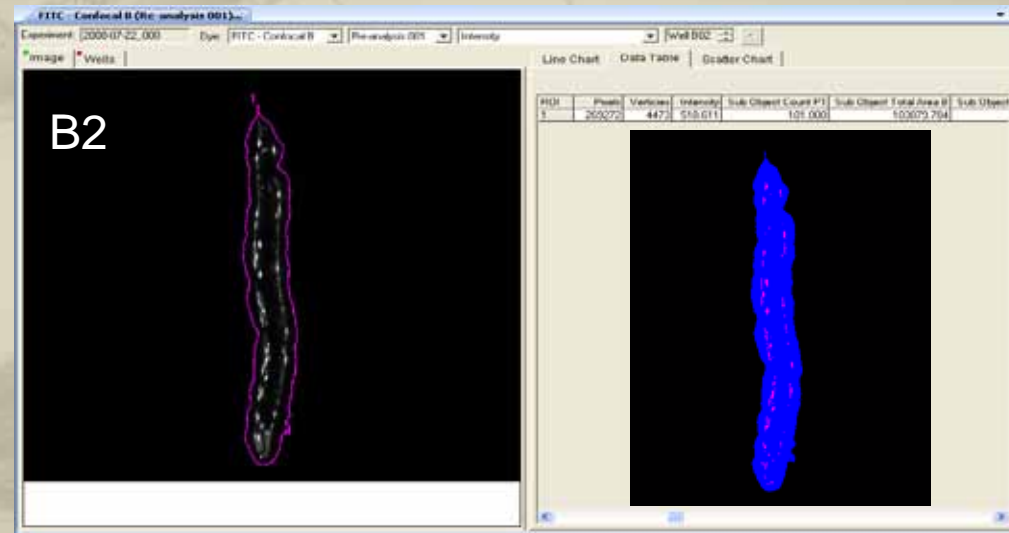 FITC - Confocal B (Re-analysis 001)...
Experiment: 2008-07-22_000 Dye: FITC - Confocal B Re-analysis 001 Intensity Well B02
Image Wells Line Chart Data Table Scatter Chart
ROI Pixels Verticies Intensity Sub Object Count P1 Sub Object Total Area Sub Object
1 4473 101.000
B2
1